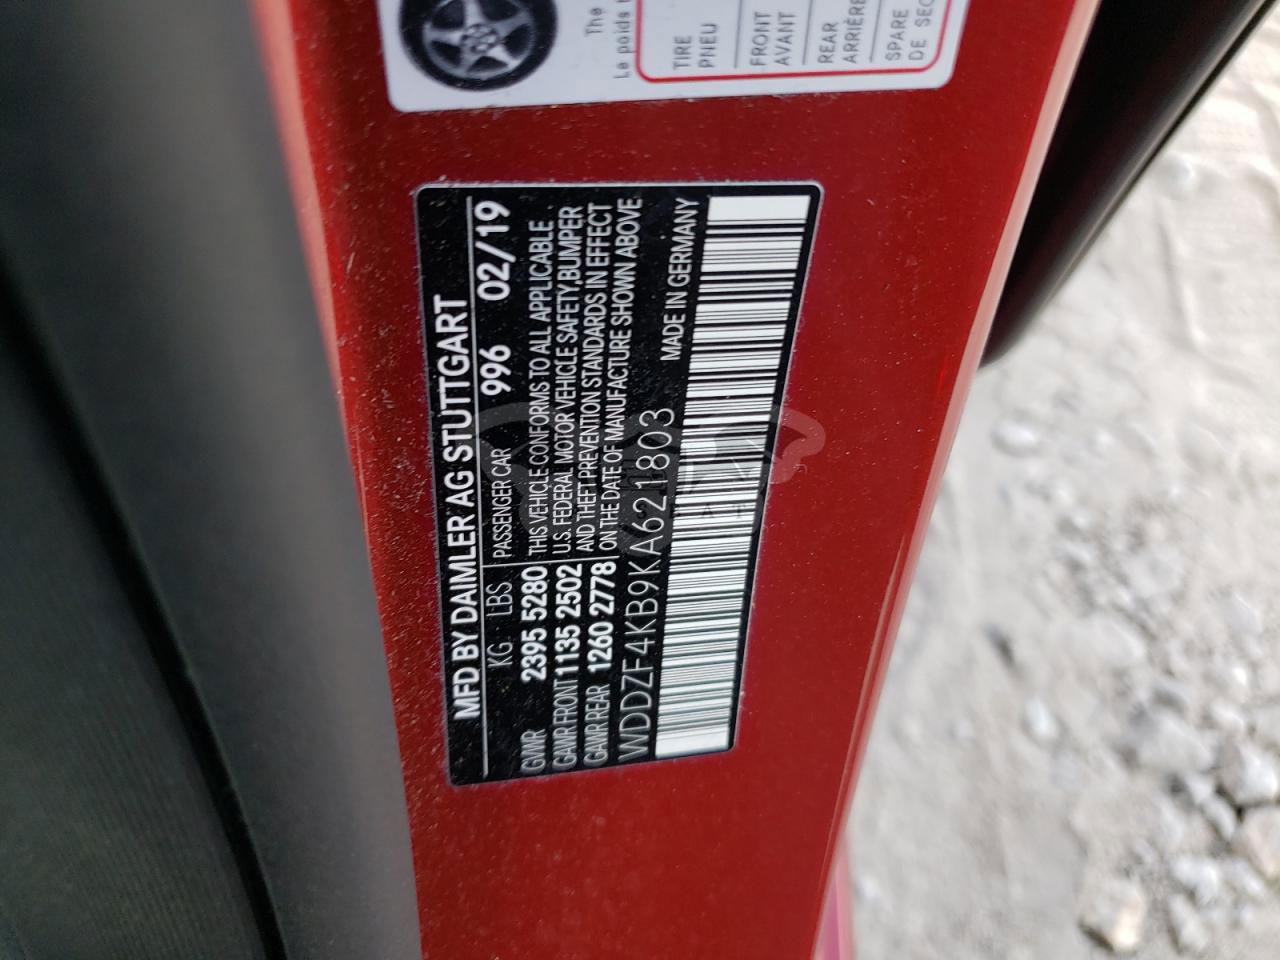 The
La poids
TIRE
PNEU
FRONT
AVANT
REAR
ARRIÈRE
SPARE
DE
MFD BY DAIMLER AG STUTTGART
KG LBS PASSENGER CAR 996 02/19
GVWR 2395 5280 THIS VEHICLE CONFORMS TO ALL APPLICABLE
GAWR FRONT 1135 2502 U.S. FEDERAL MOTOR VEHICLE SAFETY,BUMPER
GAWR REAR 1260 2778 AND THEFT PREVENTION STANDARDS IN EFFECT
ON THE DATE OF MANUFACTURE SHOWN ABOVE
WDDZF4KB9KA621803 MADE IN GERMANY